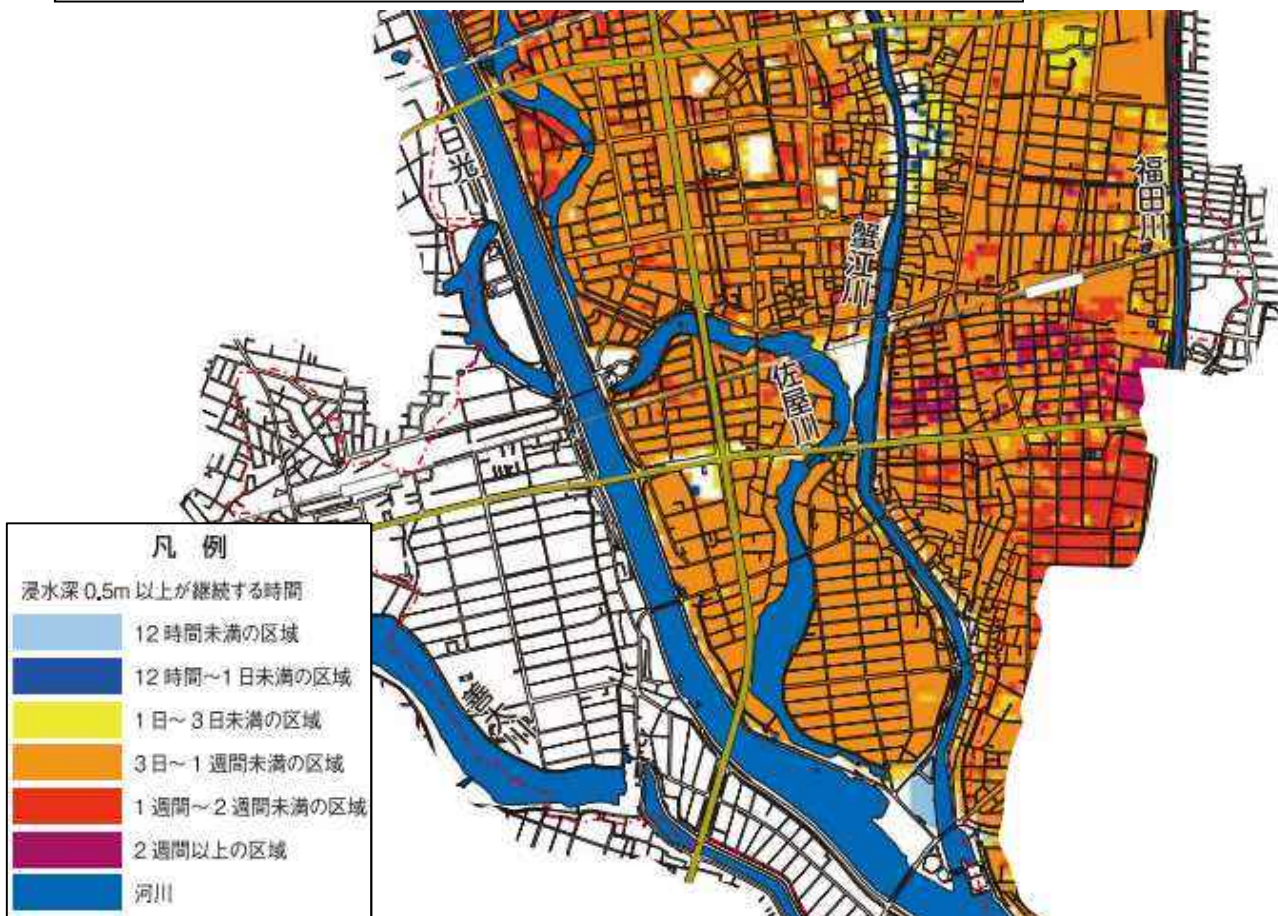 日光川
蟹江川
福田川
佐屋川
善太川
凡 例
浸水深 0.5m 以上が継続する時間
12 時間未満の区域
12 時間~1 日未満の区域
1 日~3 日未満の区域
3 日~1 週間未満の区域
1 週間~2 週間未満の区域
2 週間以上の区域
河川